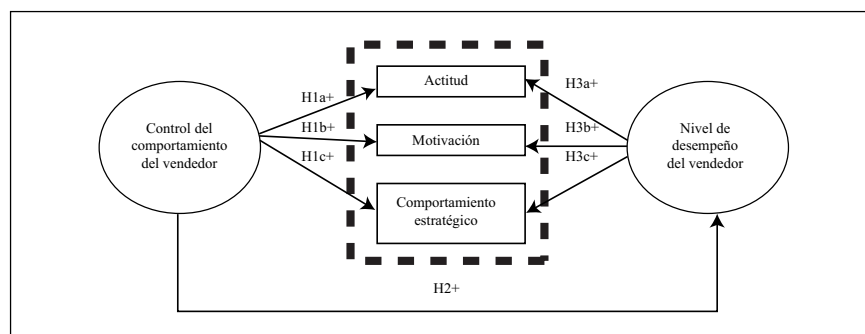 Control del
comportamiento
del vendedor
H1a+
H1b+
H1c+
Actitud
Motivación
Comportamiento
estratégico
H3a+
H3b+
H3c+
Nivel de
desempeño
del vendedor
H2+